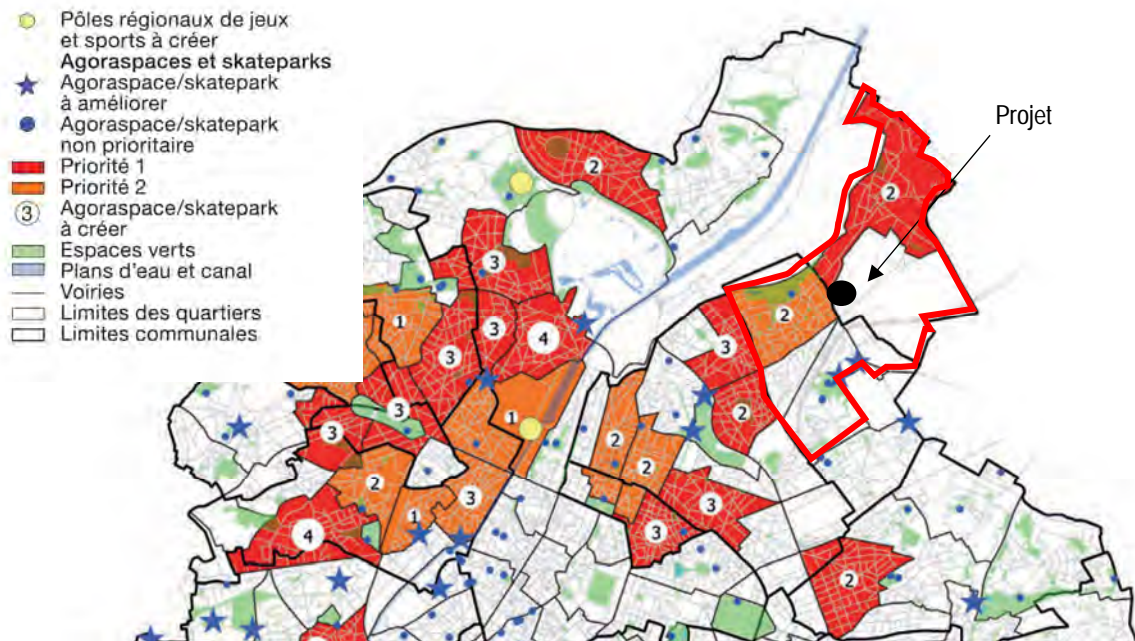 Pôles régionaux de jeux
et sports à créer
Agoraspaces et skateparks
Agoraspace/skatepark
à améliorer
Agoraspace/skatepark
non prioritaire
Priorité 1
Priorité 2
3 Agoraspace/skatepark
à créer
Espaces verts
Plans d'eau et canal
Voiries
Limites des quartiers
Limites communales
Projet
2
2
3
1
3
3
4
2
3
3
1
2
3
2
2
2
1
3
3
3
4
2